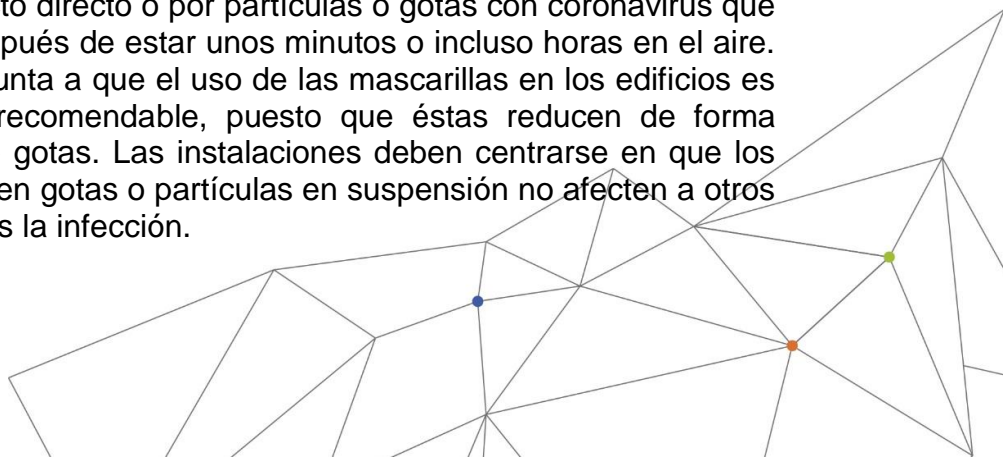 to directo o por partículas o gotas con coronavirus que
pués de estar unos minutos o incluso horas en el aire.
unta a que el uso de las mascarillas en los edificios es
recomendable, puesto que éstas reducen de forma
gotas. Las instalaciones deben centrarse en que los
en gotas o partículas en suspensión no afecten a otros
s la infección.